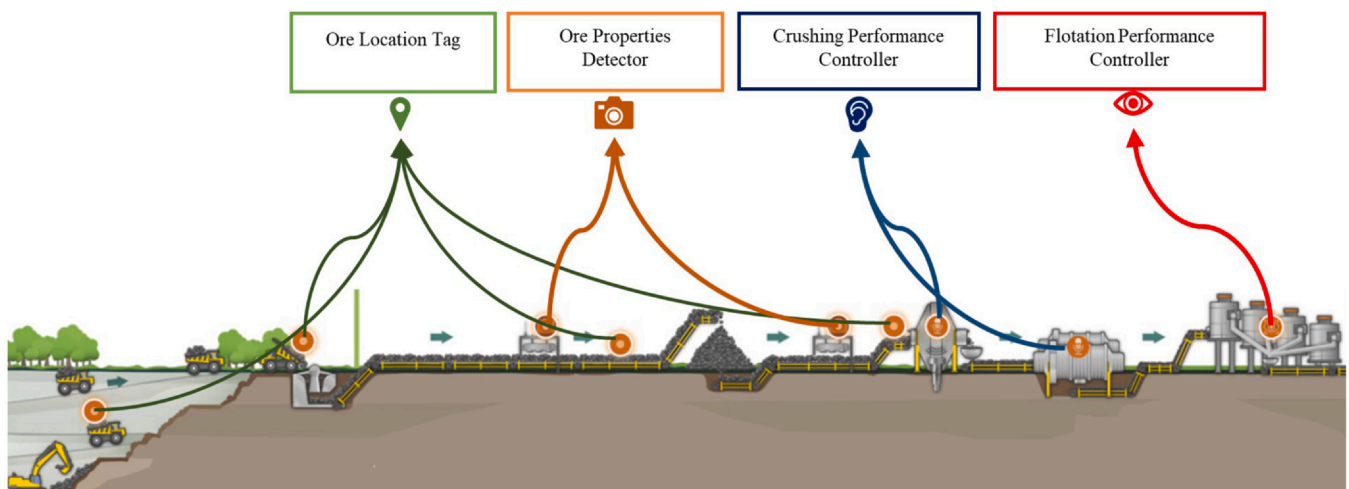 Ore Location Tag
Ore Properties
Detector
Crushing Performance
Controller
Flotation Performance
Controller